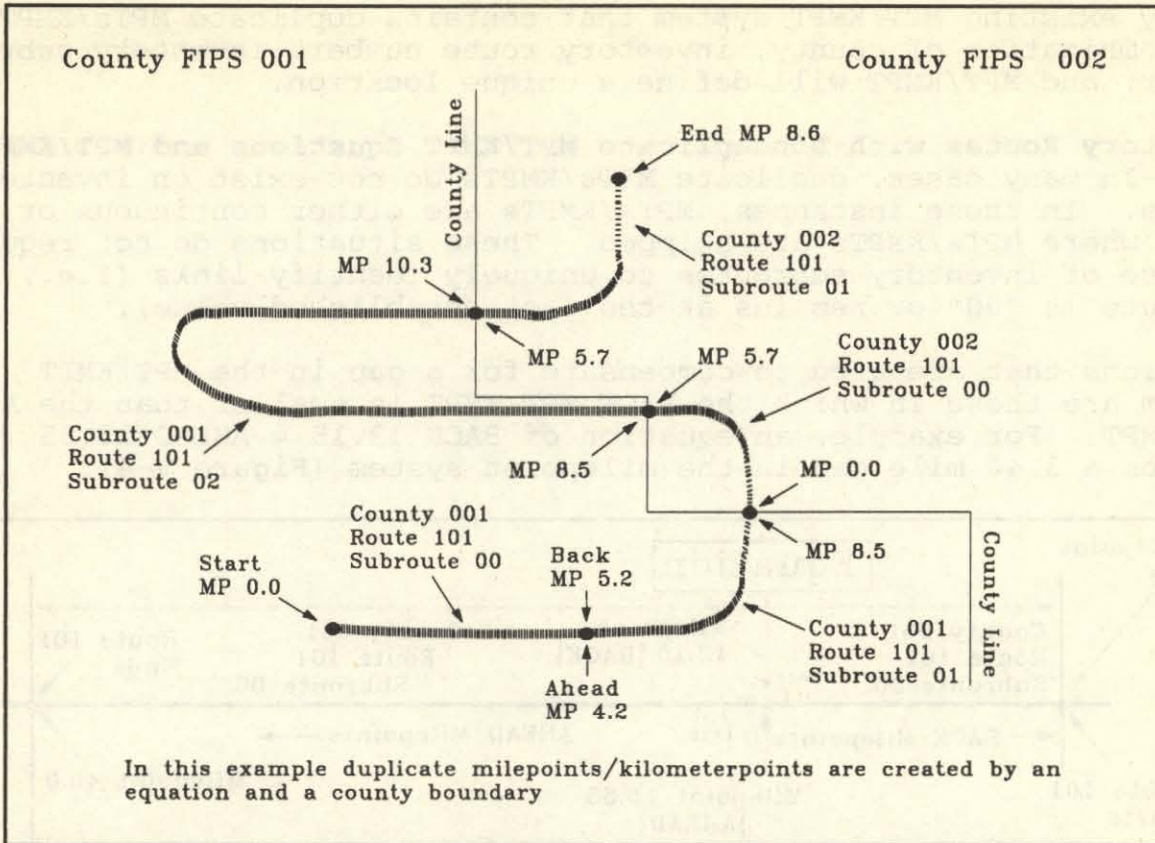 County FIPS 001
County FIPS 002
County Line
End MP 8.6
MP 10.3
County 002
Route 101
Subroute 01
MP 5.7
MP 5.7
County 002
Route 101
Subroute 00
County 001
Route 101
Subroute 02
MP 8.5
MP 0.0
County 001
Route 101
Subroute 00
Start
MP 0.0
Back
MP 5.2
MP 8.5
County Line
County 001
Route 101
Subroute 01
Ahead
MP 4.2
In this example duplicate milepoints/kilometerpoints are created by an
equation and a county boundary